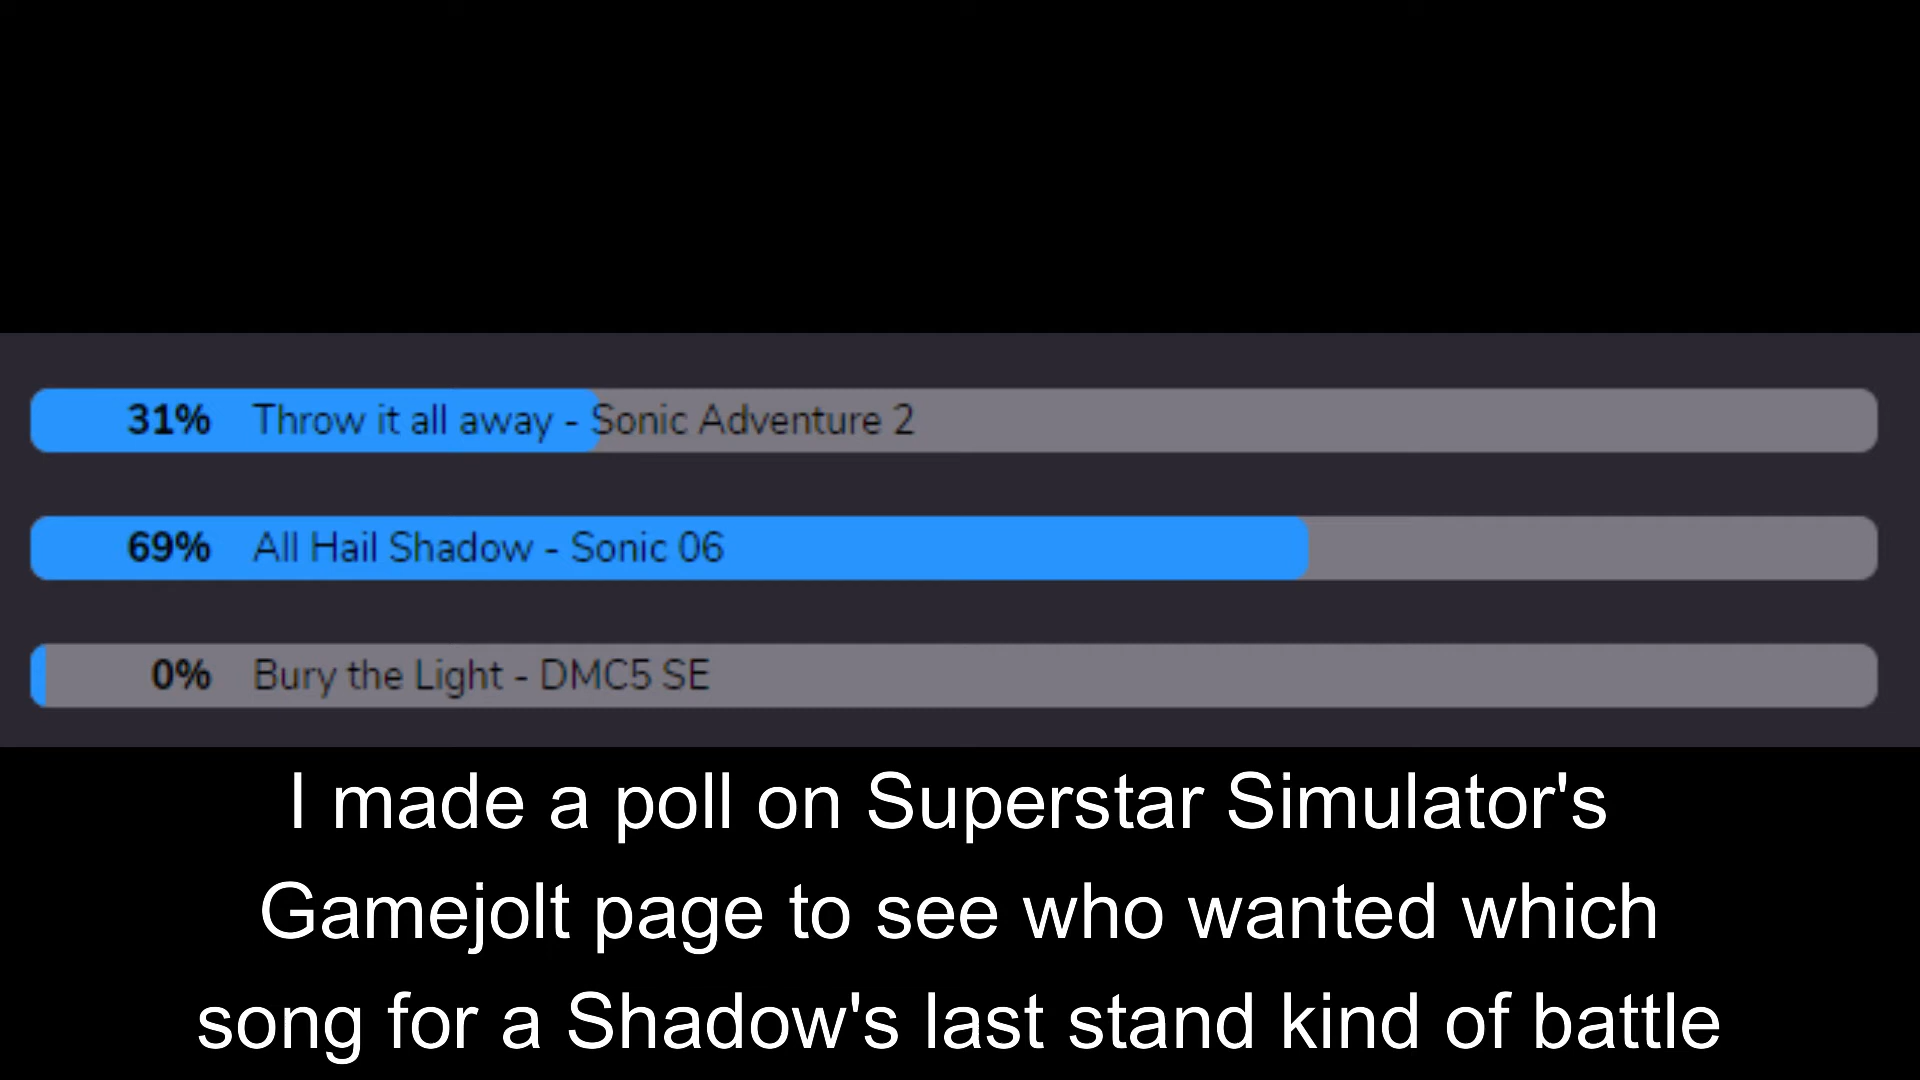 31% Throw it all away - Sonic Adventure 2
69% All Hail Shadow - Sonic 06
0% Bury the Light - DMC5 SE
I made a poll on Superstar Simulator's
Gamejolt page to see who wanted which
song for a Shadow's last stand kind of battle